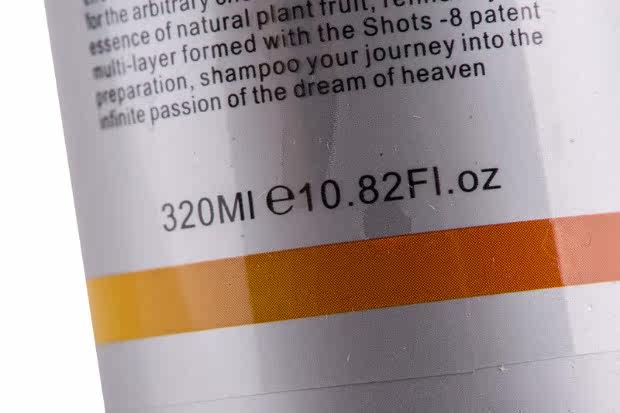 for the arbitrary
essence of natural plant fruit,
multi-layer formed with the Shots -8 patent
preparation, shampoo your journey into the
infinite passion of the dream of heaven
320Ml ℮10.82Fl.oz